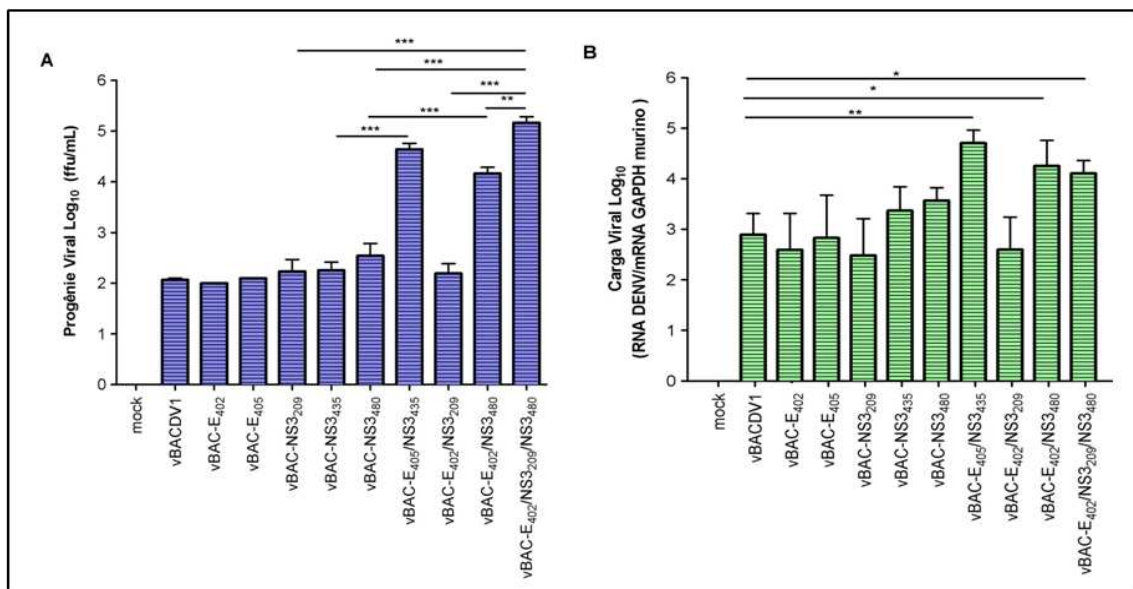 A
Progênie Viral Log10 (ffu/mL)
6
5
4
3
2
1
0
***
***
***
***
**
***
mock
vBACDV1
vBAC-E402
vBAC-E405
vBAC-NS3209
vBAC-NS3435
vBAC-NS3480
vBAC-E405/NS3435
vBAC-E402/NS3209
vBAC-E402/NS3480
vBAC-E402/NS3209/NS3480
B
Carga Viral Log10
(RNA DENV/mRNA GAPDH murino )
6
5
4
3
2
1
0
*
*
**
mock
vBACDV1
vBAC-E402
vBAC-E405
vBAC-NS3209
vBAC-NS3435
vBAC-NS3480
vBAC-E405/NS3435
vBAC-E402/NS3209
vBAC-E402/NS3480
vBAC-E402/NS3209/NS3480